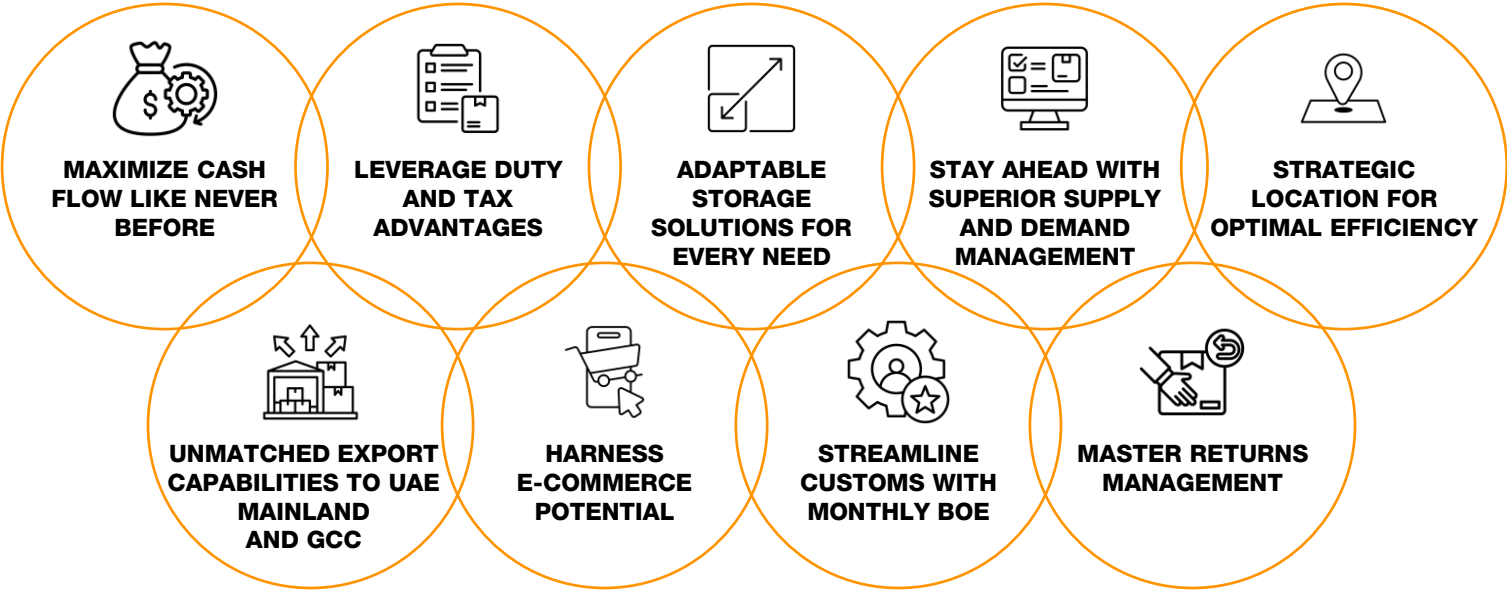 MAXIMIZE CASH
FLOW LIKE NEVER
BEFORE
LEVERAGE DUTY
AND TAX
ADVANTAGES
ADAPTABLE
STORAGE
SOLUTIONS FOR
EVERY NEED
STAY AHEAD WITH
SUPERIOR SUPPLY
AND DEMAND
MANAGEMENT
STRATEGIC
LOCATION FOR
OPTIMAL EFFICIENCY
UNMATCHED EXPORT
CAPABILITIES TO UAE
MAINLAND
AND GCC
HARNESS
E-COMMERCE
POTENTIAL
STREAMLINE
CUSTOMS WITH
MONTHLY BOE
MASTER RETURNS
MANAGEMENT